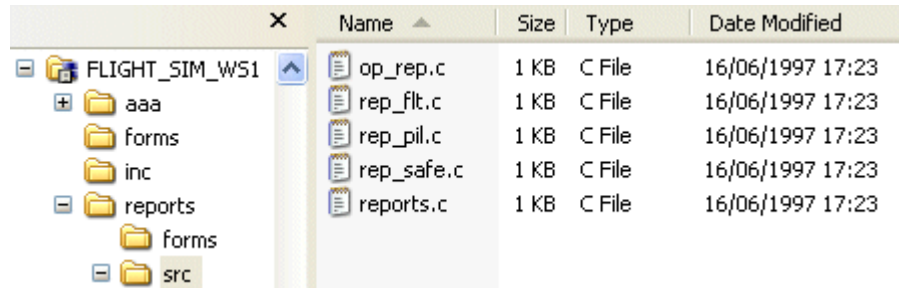 Name Size Type Date Modified
FLIGHT_SIM_WS1
aaa
forms
inc
reports
forms
src
op_rep.c 1 KB C File 16/06/1997 17:23
rep_flt.c 1 KB C File 16/06/1997 17:23
rep_pil.c 1 KB C File 16/06/1997 17:23
rep_safe.c 1 KB C File 16/06/1997 17:23
reports.c 1 KB C File 16/06/1997 17:23